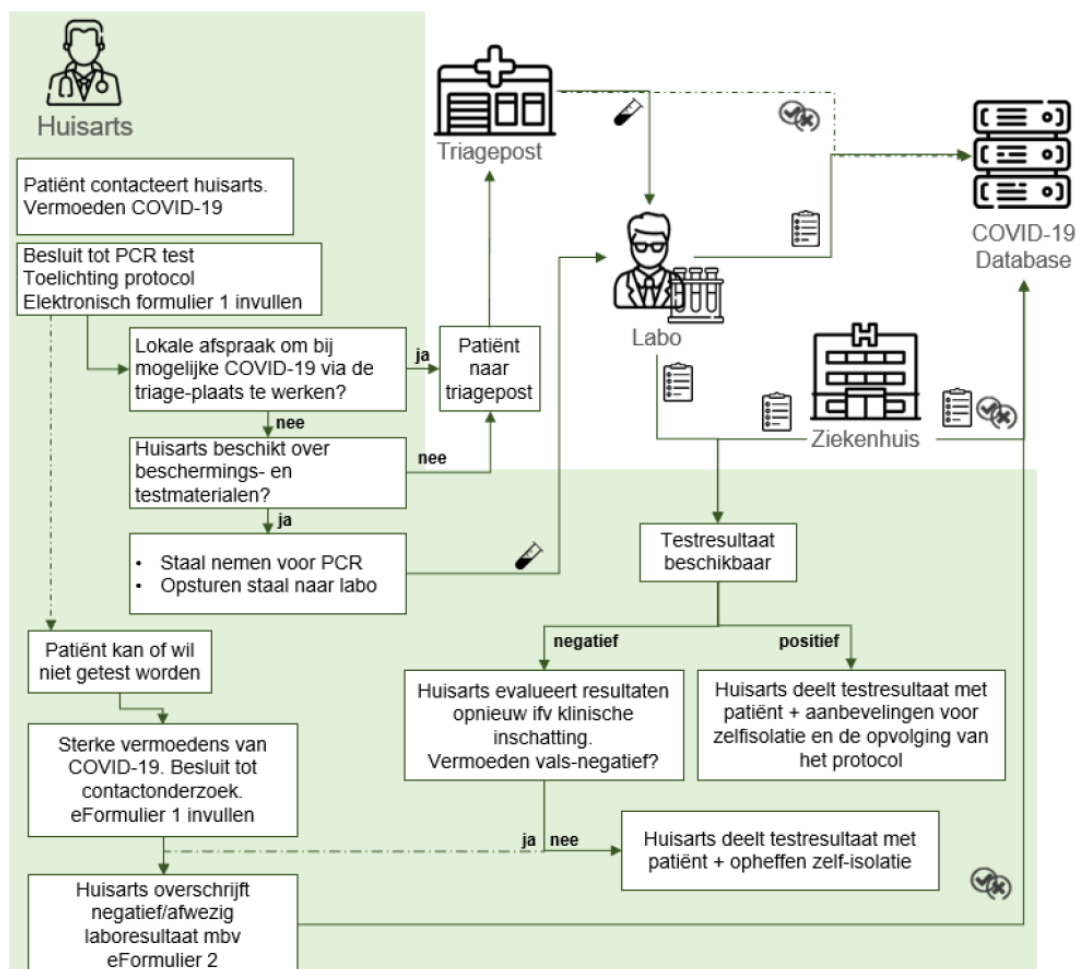 Huisarts
Patiënt contacteert huisarts.
Vermoeden COVID-19
Besluit tot PCR test
Toelichting protocol
Elektronisch formulier 1 invullen
Lokale afspraak om bij
mogelijke COVID-19 via de
triage-plaats te werken?
ja
nee
Patiënt
naar
triagepost
Huisarts beschikt over
beschermings- en
testmaterialen?
nee
ja
• Staal nemen voor PCR
• Opsturen staal naar labo
Triagepost
Labo
COVID-19
Database
H
Ziekenhuis
Testresultaat
beschikbaar
negatief
positief
Patiënt kan of wil
niet getest worden
Sterke vermoedens van
COVID-19. Besluit tot
contactonderzoek.
eFormulier 1 invullen
Huisarts evalueert resultaten
opnieuw ifv klinische
inschatting.
Vermoeden vals-negatief?
Huisarts deelt testresultaat met
patiënt + aanbevelingen voor
zelfisolatie en de opvolging van
het protocol
ja
nee
Huisarts deelt testresultaat met
patiënt + opheffen zelf-isolatie
Huisarts overschrijft
negatief/afwezig
laboresultaat mbv
eFormulier 2